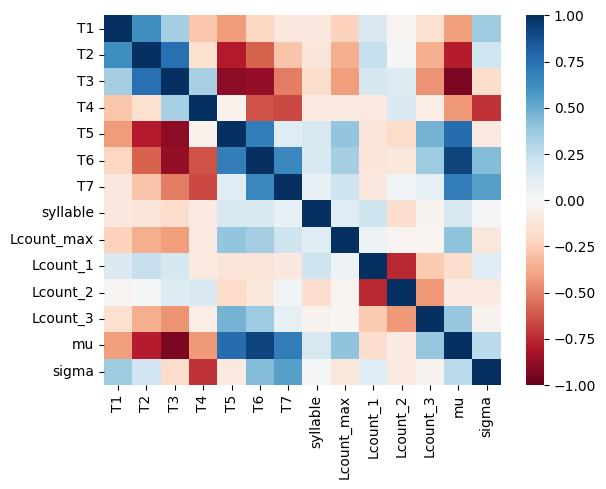 T1
T2
T3
T4
T5
T6
T7
syllable
Lcount_max
Lcount_1
Lcount_2
Lcount_3
mu
sigma
T1
T2
T3
T4
T5
T6
T7
syllable
Lcount_max
Lcount_1
Lcount_2
Lcount_3
mu
sigma
1.00
0.75
0.50
0.25
0.00
−0.25
−0.50
−0.75
−1.00